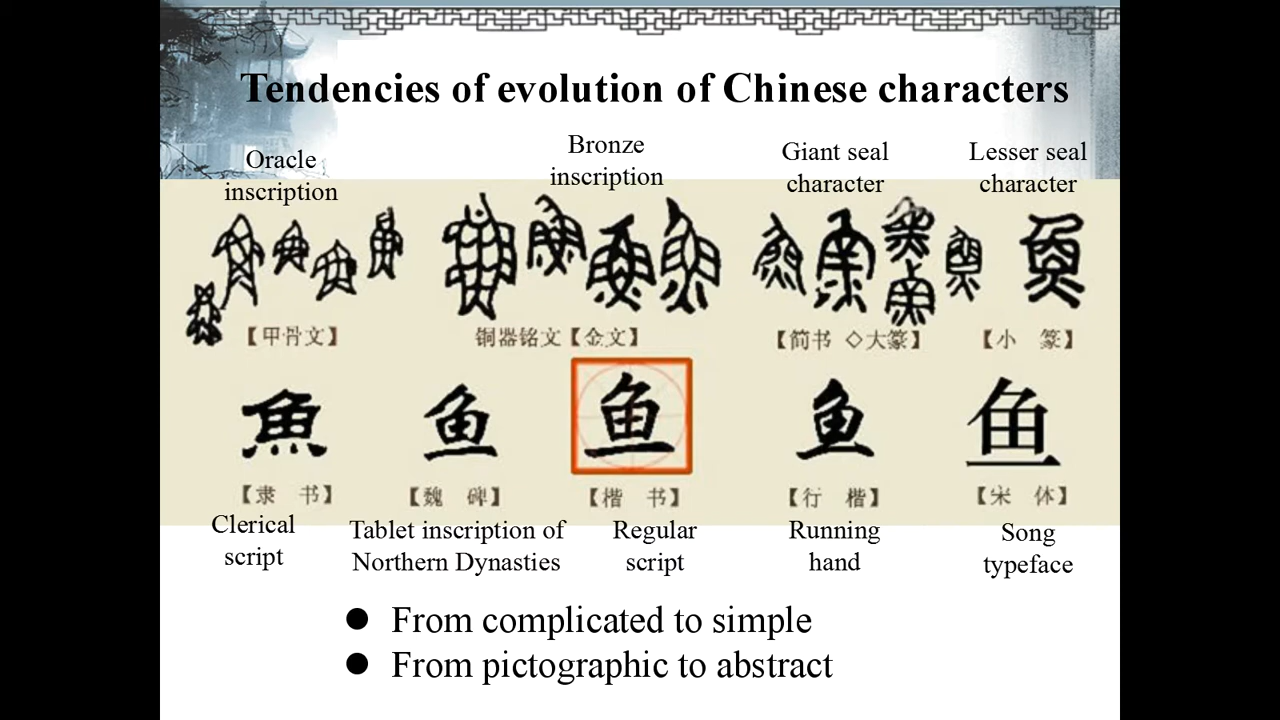 Tendencies of evolution of Chinese characters
Oracle
inscription
Bronze
inscription
Giant seal
character
Lesser seal
character
【甲骨文】
铜器铭文【金文】
【简书 ◇大篆】
【小 篆】
魚
鱼
鱼
鱼
鱼
【隶 书】
【魏 碑】
【楷 书】
【行 楷】
【宋 体】
Clerical
script
Tablet inscription of
Northern Dynasties
Regular
script
Running
hand
Song
typeface
● From complicated to simple
● From pictographic to abstract